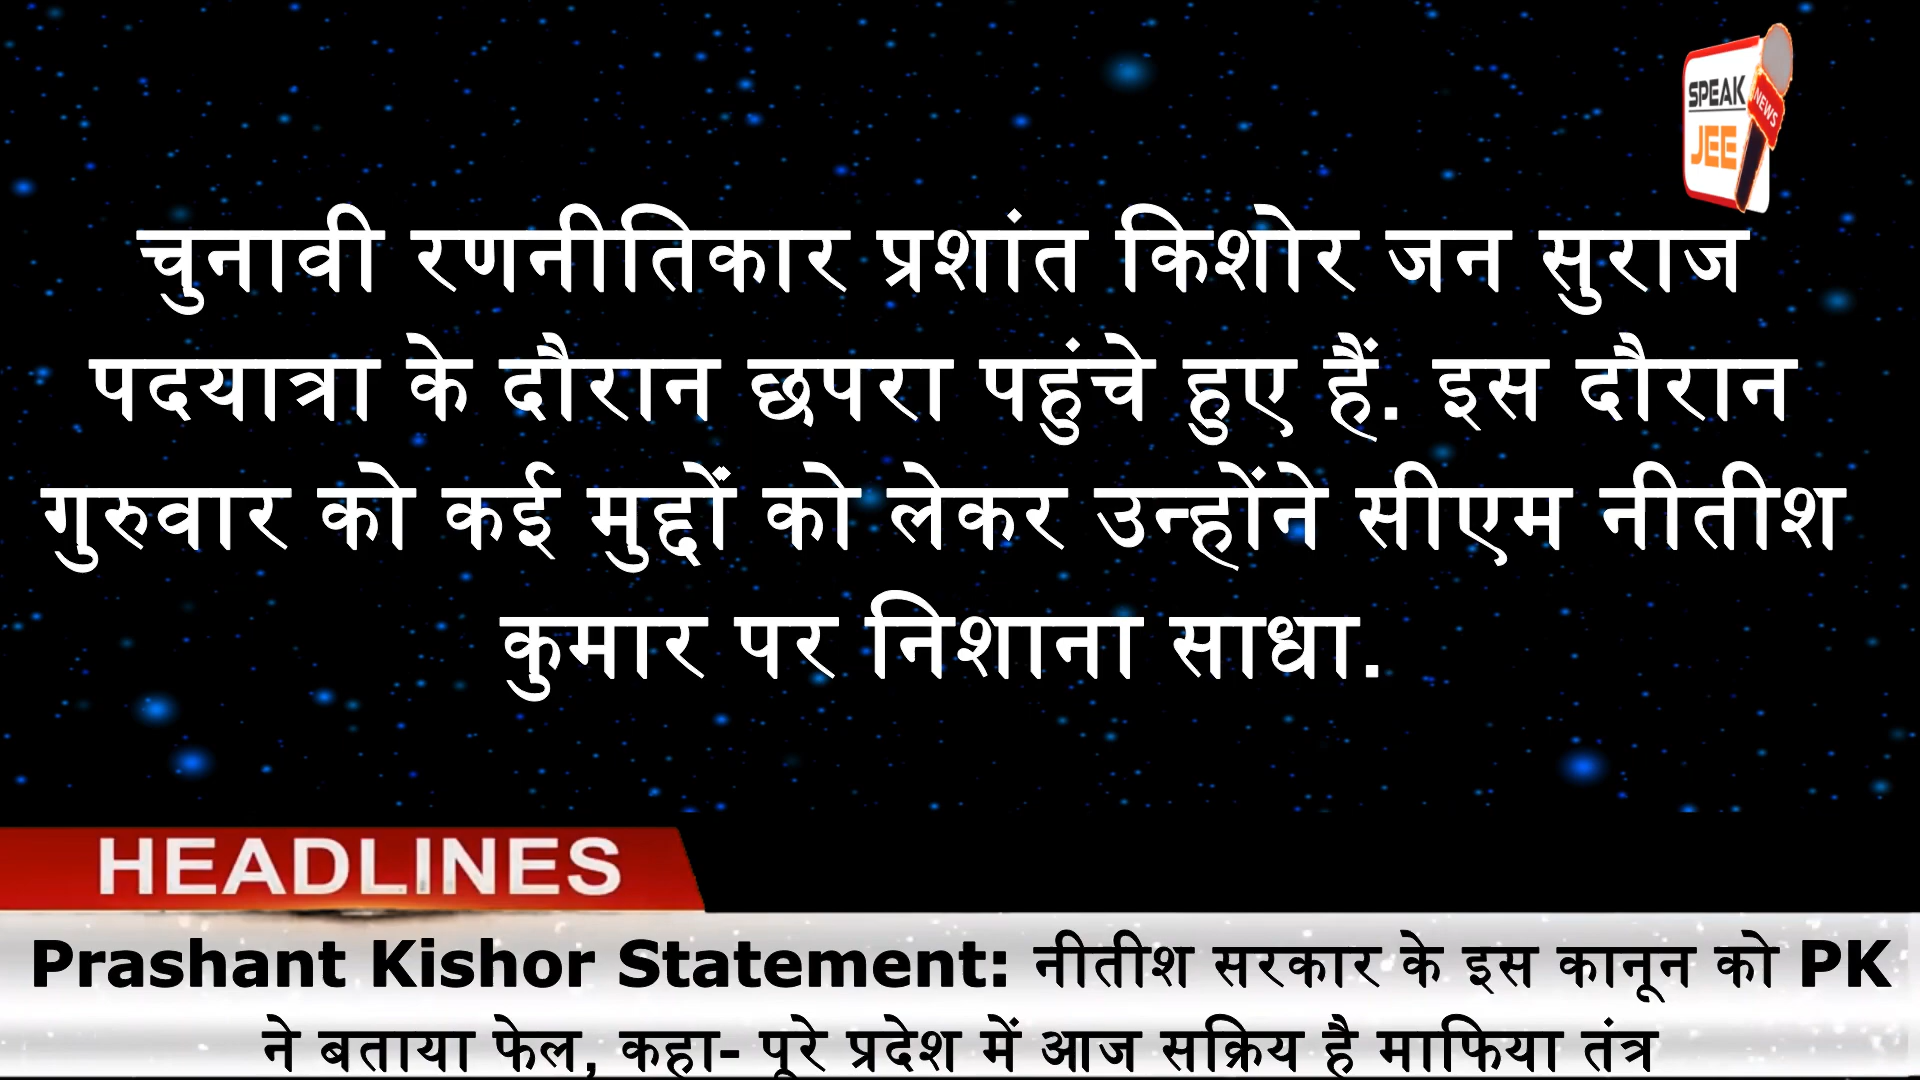 SPEAK
NEWS
JEE
चुनावी रणनीतिकार प्रशांत किशोर जन सुराज
पदयात्रा के दौरान छपरा पहुंचे हुए हैं. इस दौरान
गुरुवार को कई मुद्दों को लेकर उन्होंने सीएम नीतीश
कुमार पर निशाना साधा.
HEADLINES
Prashant Kishor Statement: नीतीश सरकार के इस कानून को PK
ने बताया फेल, कहा- पूरे प्रदेश में आज सक्रिय है माफिया तंत्र